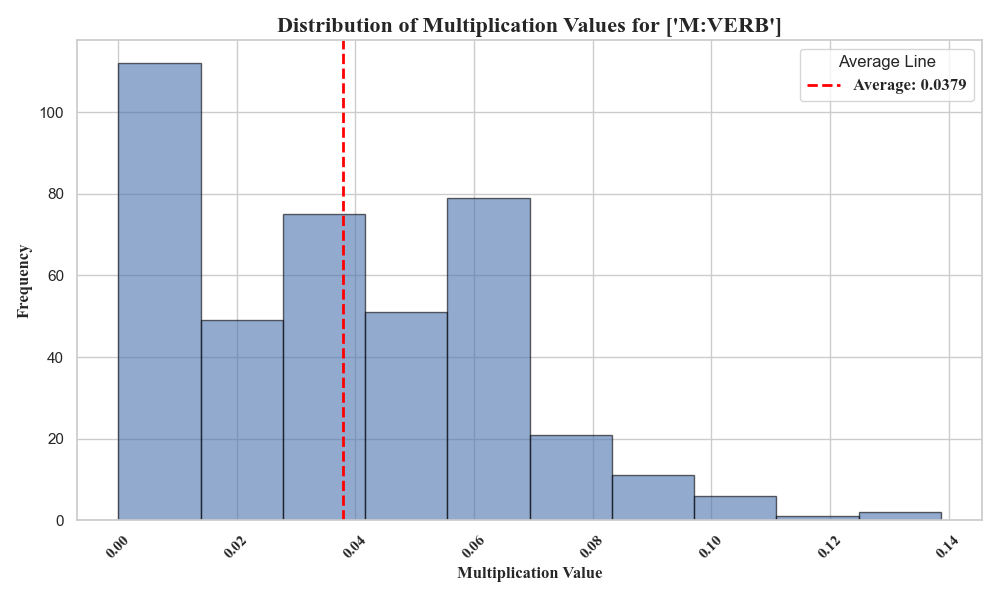 Distribution of Multiplication Values for ['M:VERB']
Average Line
Average: 0.0379
Frequency
100
80
60
40
20
0
0.00 0.02 0.04 0.06 0.08 0.10 0.12 0.14
Multiplication Value